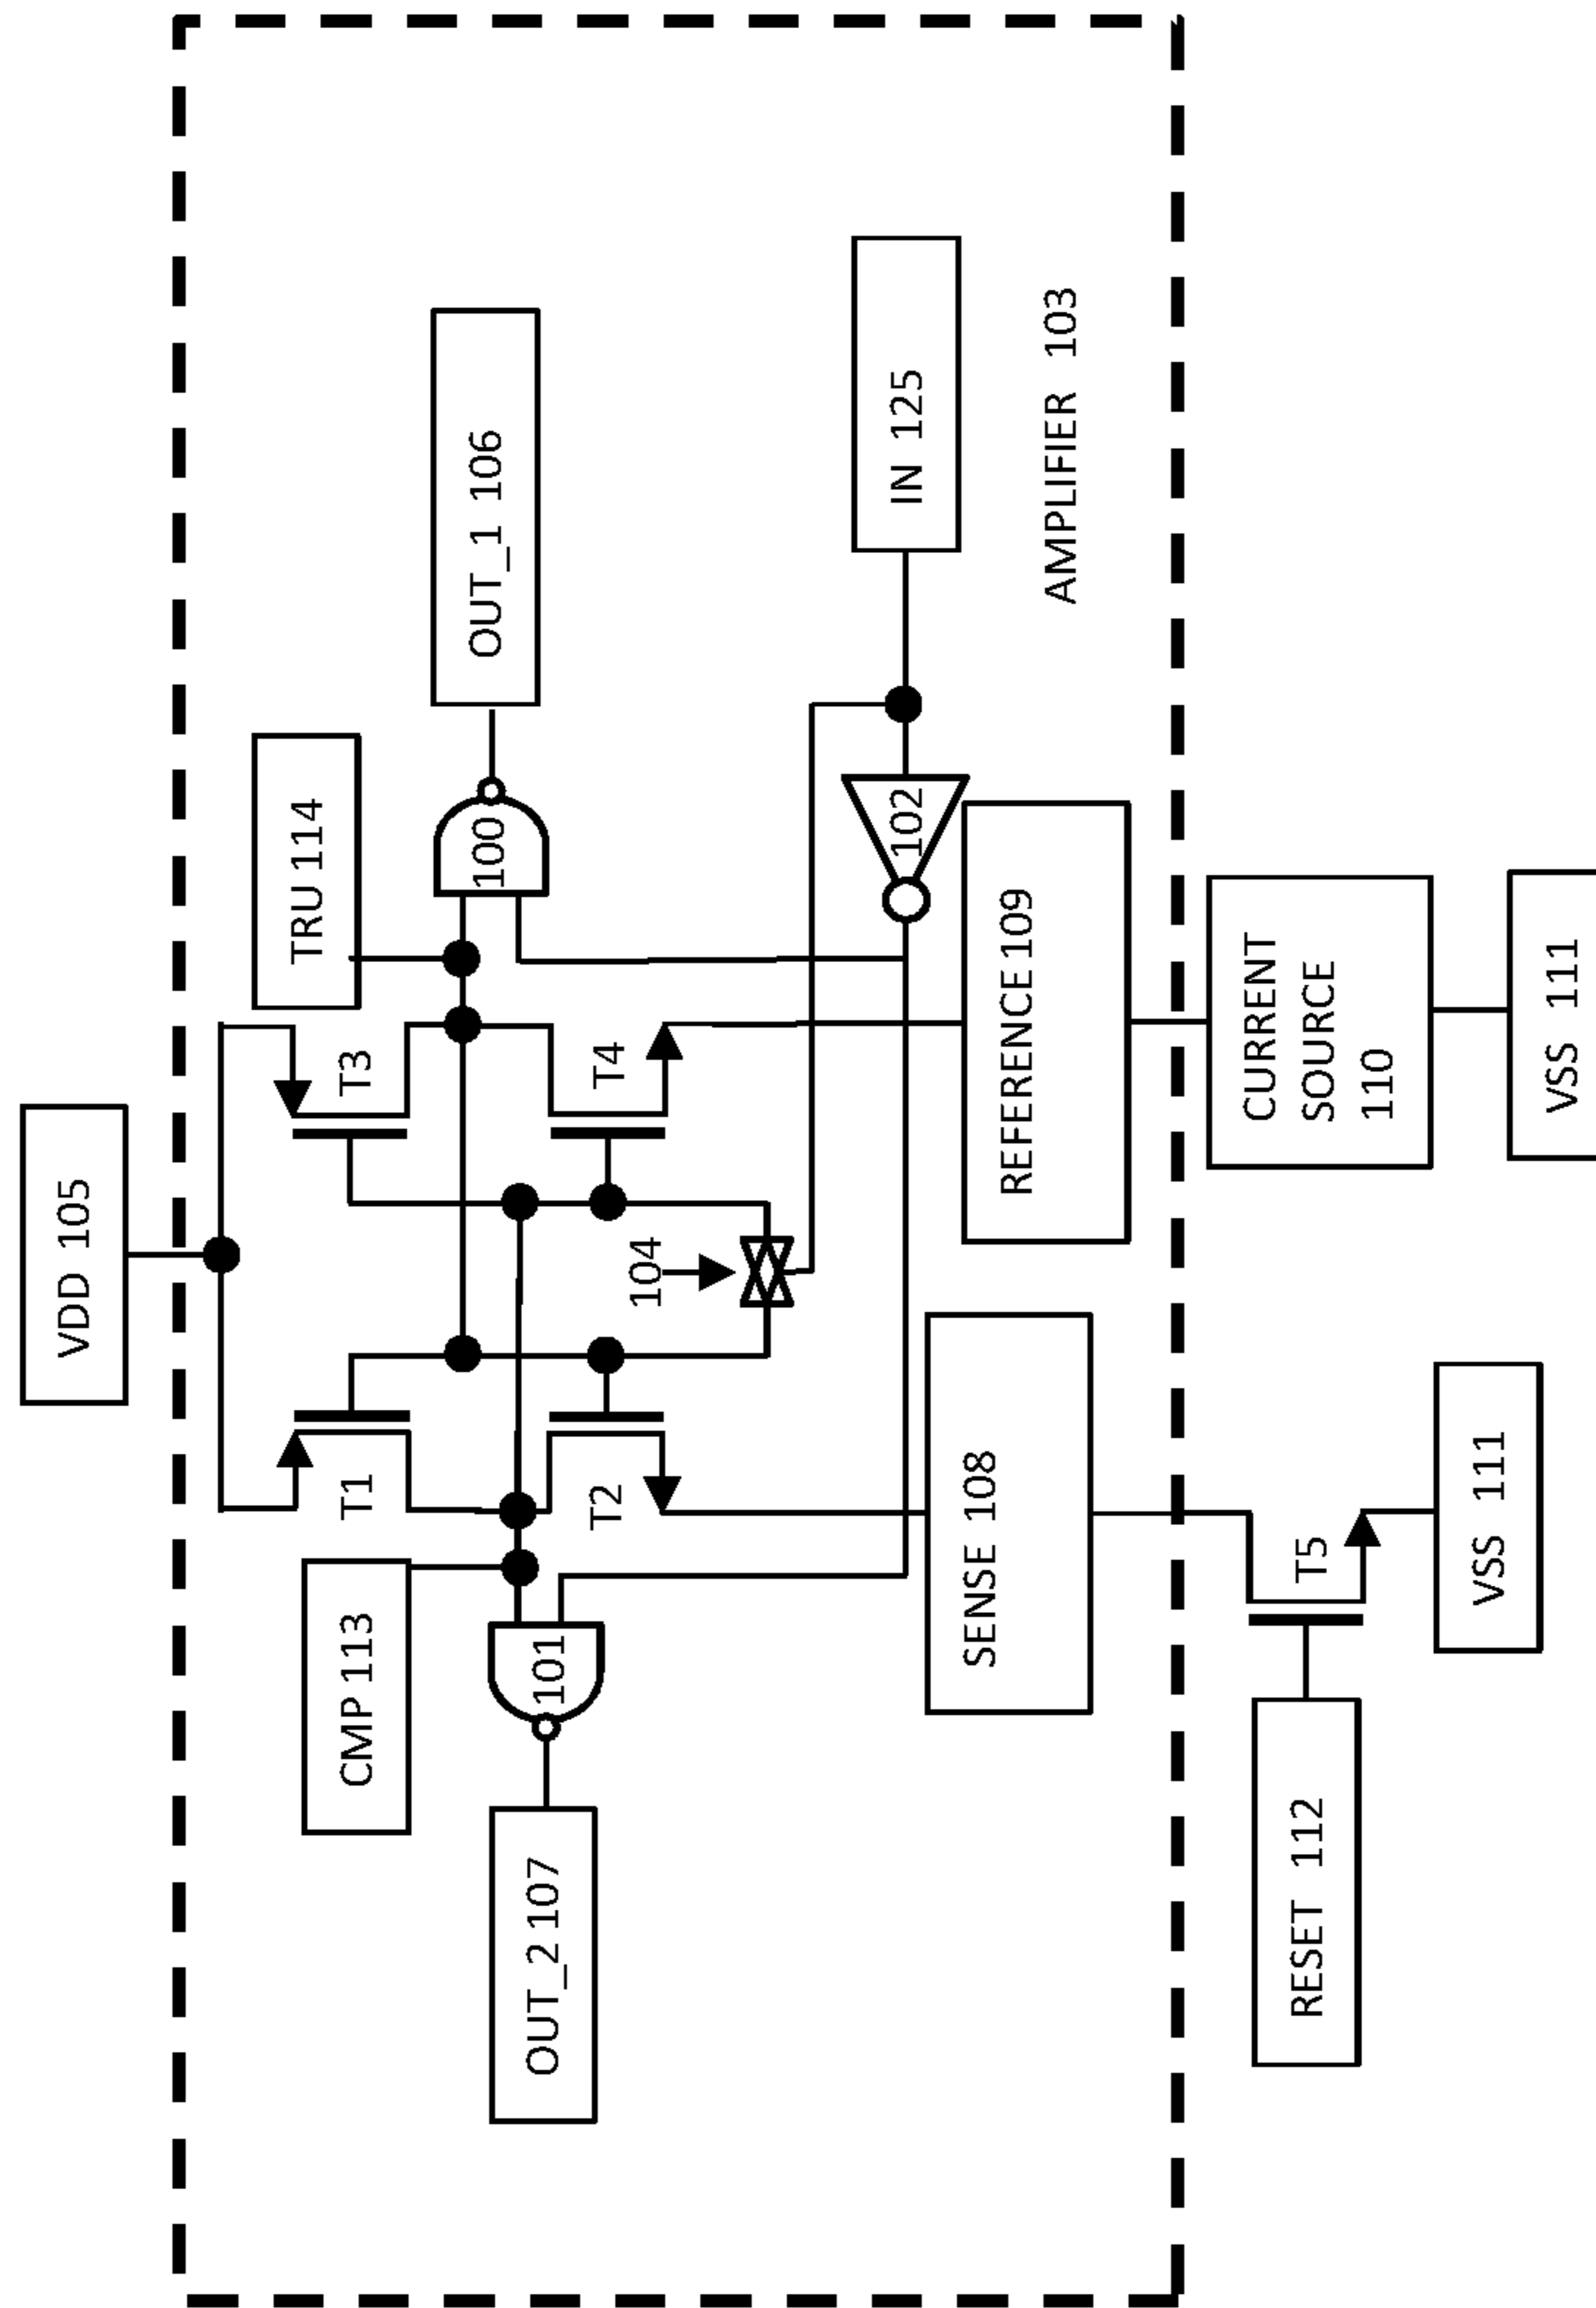 VDD 105
CMP 113
T1
T3
TRU 114
OUT_2 107
101
T2
104
T4
100
OUT_1 106
SENSE 108
REFERENCE 109
102
IN 125
AMPLIFIER 103
RESET 112
T5
CURRENT
SOURCE
110
VSS 111
VSS 111